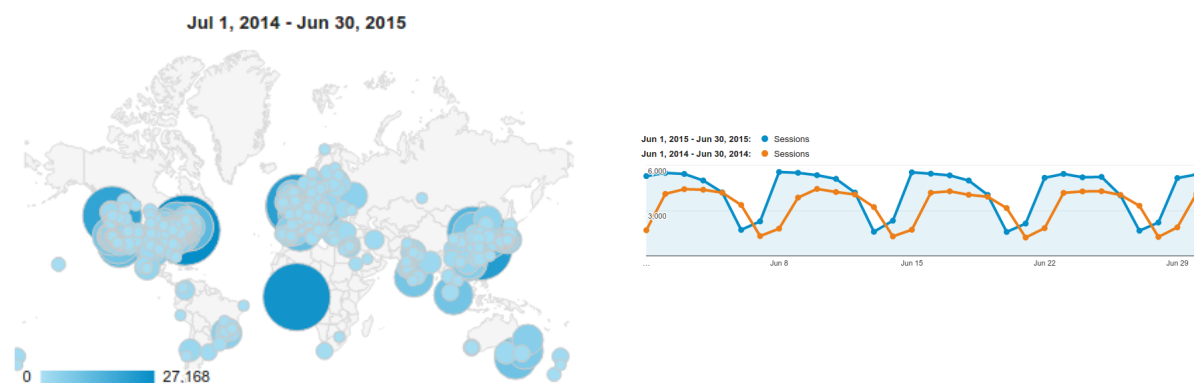 Jul 1, 2014 - Jun 30, 2015
0 27,168
Jun 1, 2015 - Jun 30, 2015: Sessions
Jun 1, 2014 - Jun 30, 2014: Sessions
6,000
3,000
... Jun 8 Jun 15 Jun 22 Jun 29